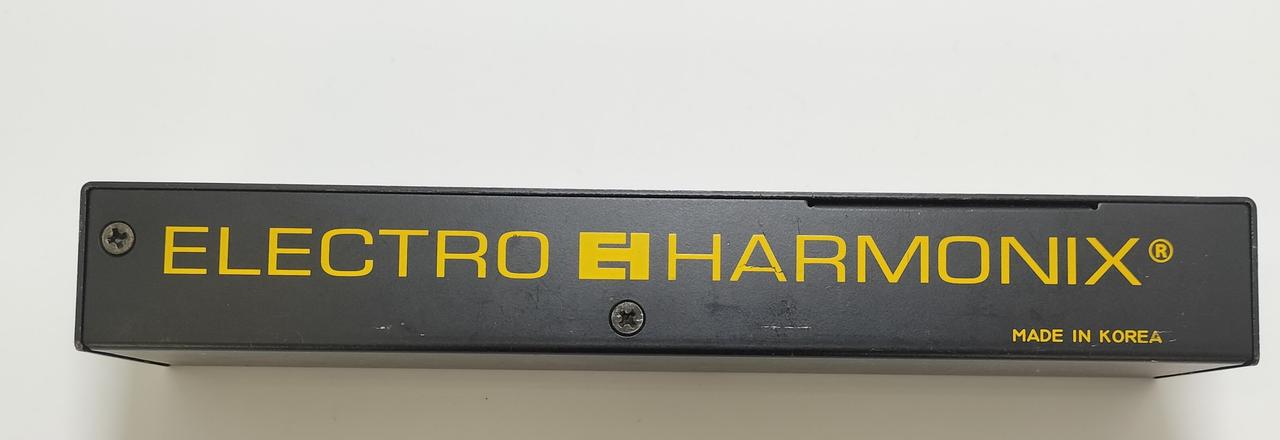 ELECTRO EH HARMONIX®
MADE IN KOREA